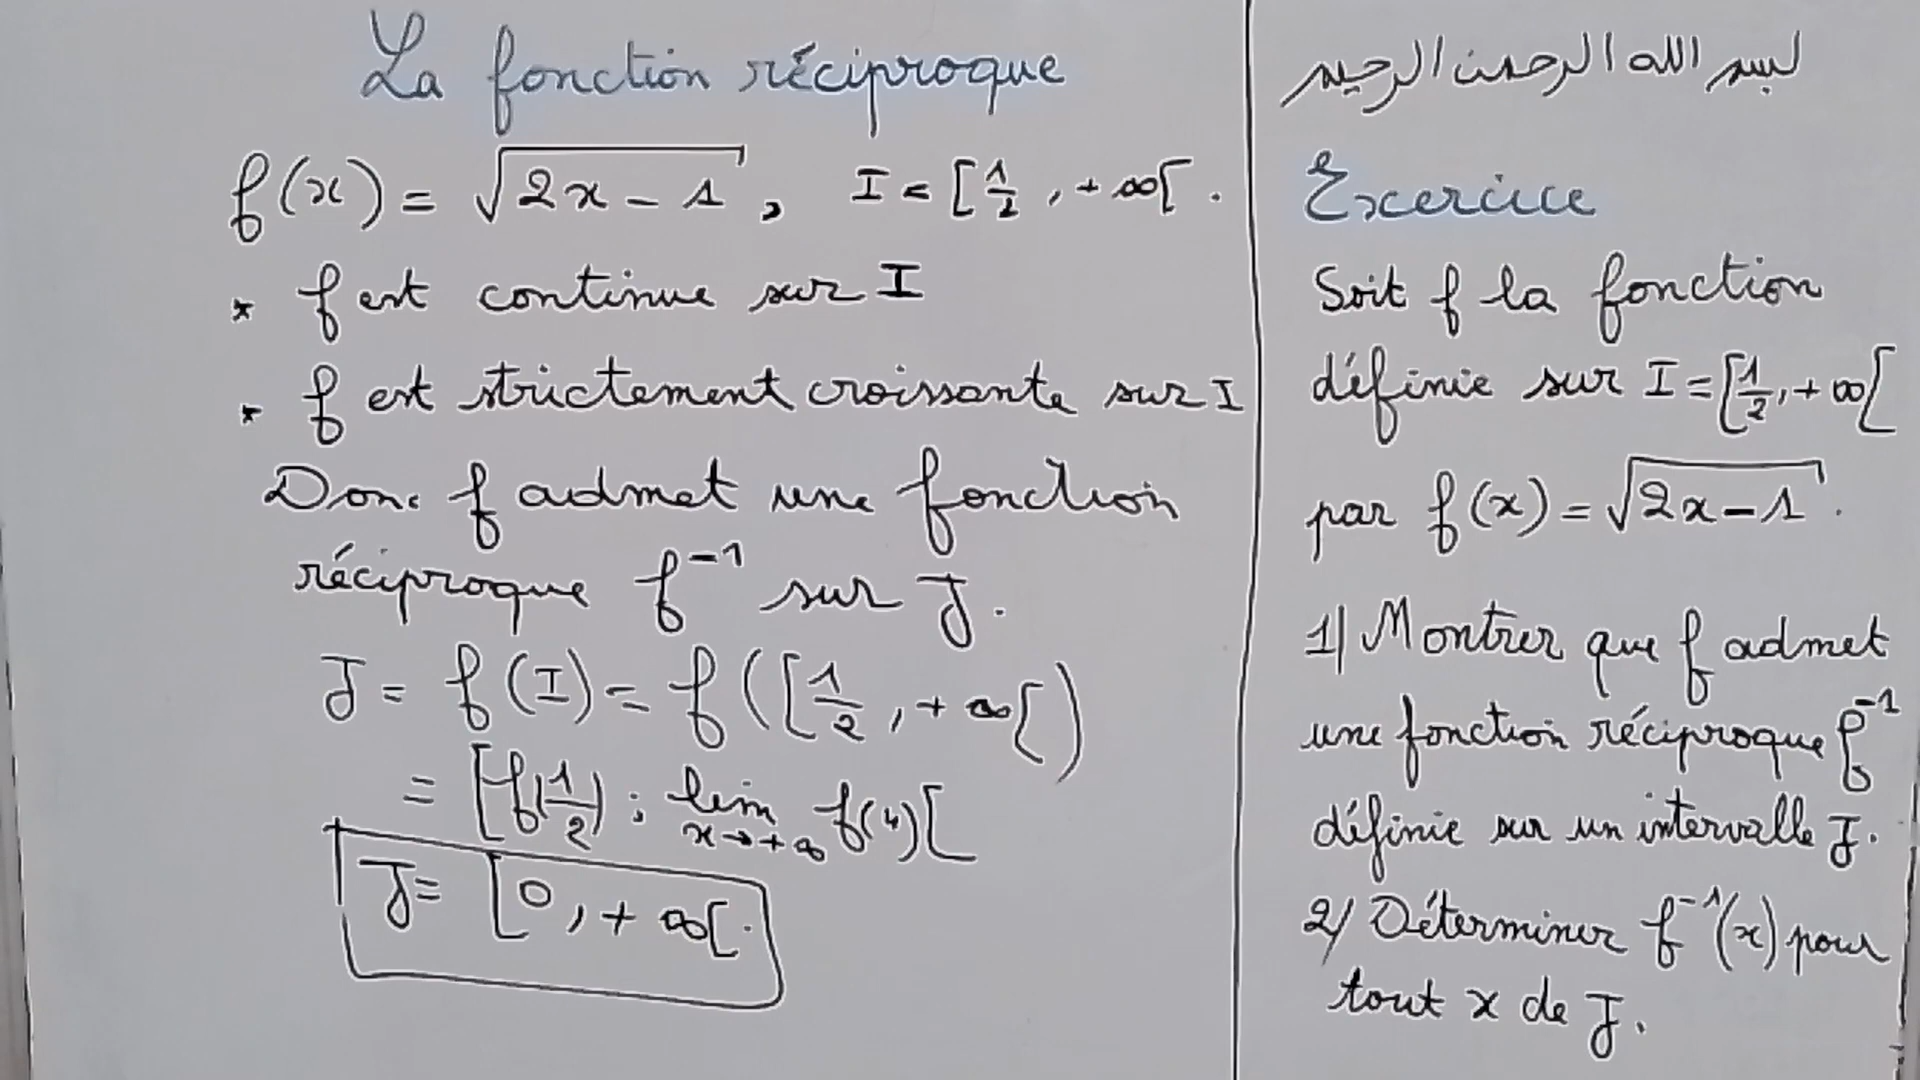 La fonction réciproque
f(x) = √(2x - 1), I = [1/2, +∞[.
* f est continue sur I
* f est strictement croissante sur I
Donc f admet une fonction
réciproque f⁻¹ sur J.
J = f(I) = f([1/2, +∞[)
= [f(1/2); lim x→+∞ f(x)[
J = [0, +∞[.
بسم الله الرحمن الرحيم
Excercice
Soit f la fonction
définie sur I = [1/2, +∞[
par f(x) = √(2x-1).
1/ Montrer que f admet
une fonction réciproque f⁻¹
définie sur un intervalle J.
2/ Déterminer f⁻¹(x) pour
tout x de J.